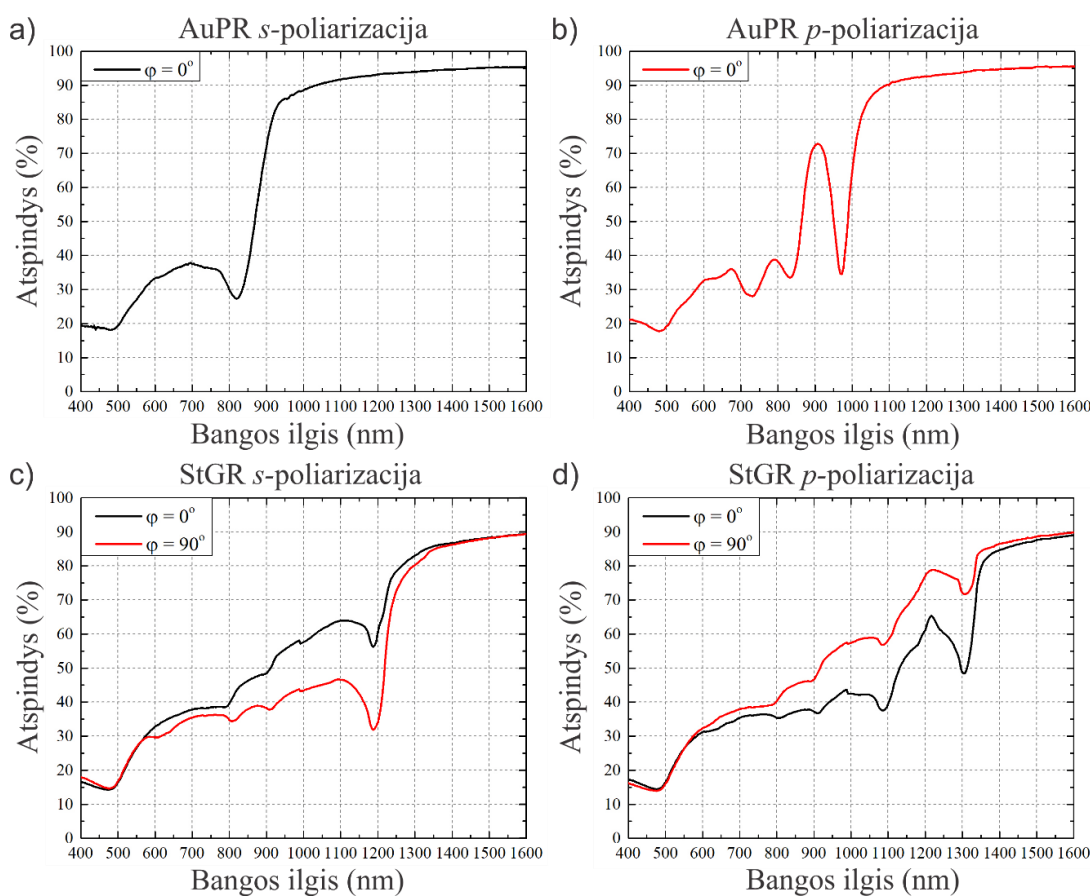 a) AuPR s-poliarizacija
φ = 0°
100
90
80
70
60
50
40
30
20
10
0
Atspindys (%)
400 500 600 700 800 900 1000 1100 1200 1300 1400 1500 1600
Bangos ilgis (nm)
b) AuPR p-poliarizacija
φ = 0°
100
90
80
70
60
50
40
30
20
10
0
Atspindys (%)
400 500 600 700 800 900 1000 1100 1200 1300 1400 1500 1600
Bangos ilgis (nm)
c) StGR s-poliarizacija
φ = 0°
φ = 90°
100
90
80
70
60
50
40
30
20
10
0
Atspindys (%)
400 500 600 700 800 900 1000 1100 1200 1300 1400 1500 1600
Bangos ilgis (nm)
d) StGR p-poliarizacija
φ = 0°
φ = 90°
100
90
80
70
60
50
40
30
20
10
0
Atspindys (%)
400 500 600 700 800 900 1000 1100 1200 1300 1400 1500 1600
Bangos ilgis (nm)